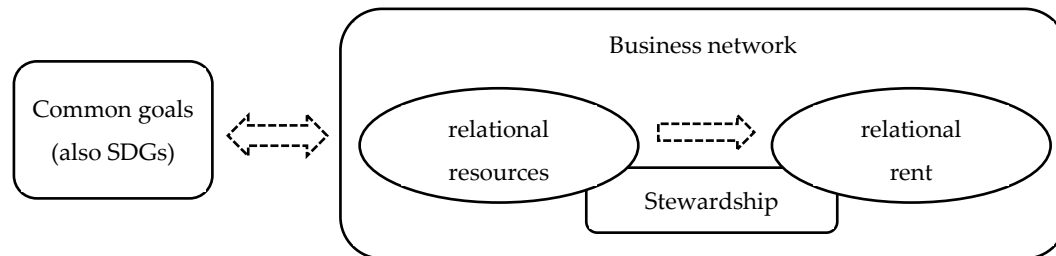 Business network
Common goals
(also SDGs)
relational
resources
relational
rent
Stewardship